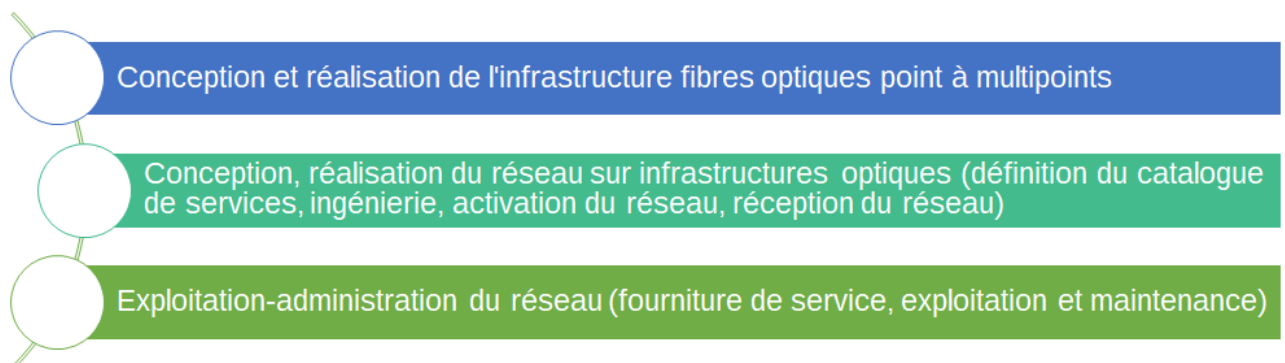 Conception et réalisation de l'infrastructure fibres optiques point à multipoints
Conception, réalisation du réseau sur infrastructures optiques (définition du catalogue
de services, ingénierie, activation du réseau, réception du réseau)
Exploitation-administration du réseau (fourniture de service, exploitation et maintenance)